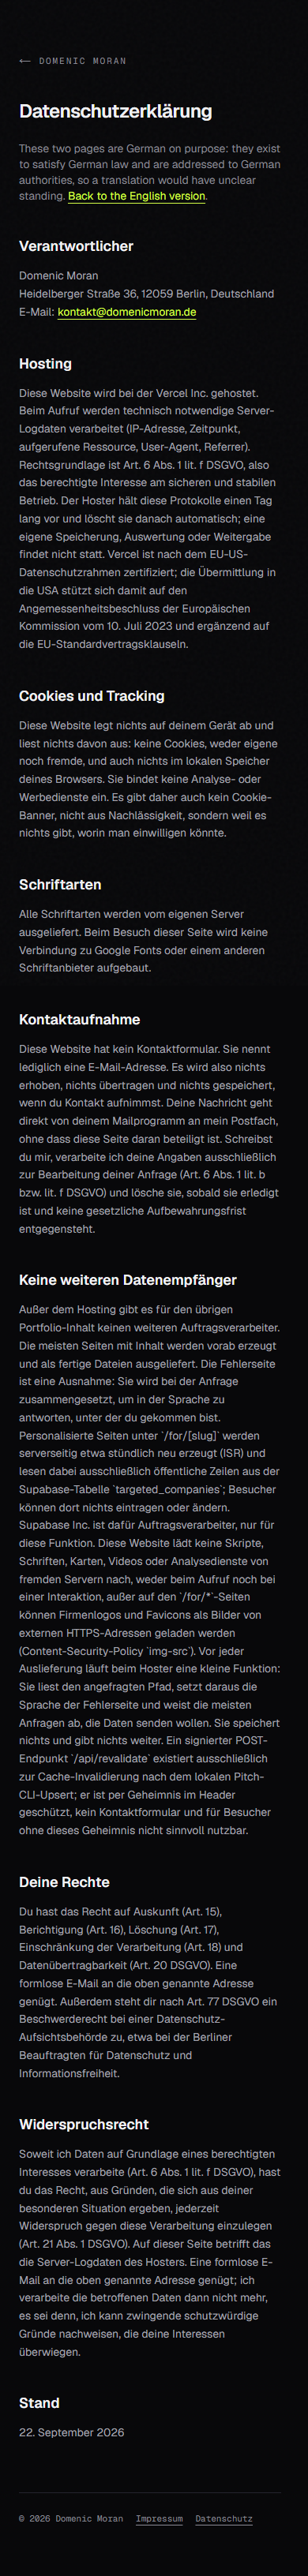 ← DOMENIC MORAN
Datenschutzerklärung
These two pages are German on purpose: they exist
to satisfy German law and are addressed to German
authorities, so a translation would have unclear
standing. Back to the English version.
Verantwortlicher
Domenic Moran
Heidelberger Straße 36, 12059 Berlin, Deutschland
E-Mail: kontakt@domenicmoran.de
Hosting
Diese Website wird bei der Vercel Inc. gehostet.
Beim Aufruf werden technisch notwendige Server-
Logdaten verarbeitet (IP-Adresse, Zeitpunkt,
aufgerufene Ressource, User-Agent, Referrer).
Rechtsgrundlage ist Art. 6 Abs. 1 lit. f DSGVO, also
das berechtigte Interesse am sicheren und stabilen
Betrieb. Der Hoster hält diese Protokolle einen Tag
lang vor und löscht sie danach automatisch; eine
eigene Speicherung, Auswertung oder Weitergabe
findet nicht statt. Vercel ist nach dem EU-US-
Datenschutzrahmen zertifiziert; die Übermittlung in
die USA stützt sich damit auf den
Angemessenheitsbeschluss der Europäischen
Kommission vom 10. Juli 2023 und ergänzend auf
die EU-Standardvertragsklauseln.
Cookies und Tracking
Diese Website legt nichts auf deinem Gerät ab und
liest nichts davon aus: keine Cookies, weder eigene
noch fremde, und auch nichts im lokalen Speicher
deines Browsers. Sie bindet keine Analyse- oder
Werbedienste ein. Es gibt daher auch kein Cookie-
Banner, nicht aus Nachlässigkeit, sondern weil es
nichts gibt, worin man einwilligen könnte.
Schriftarten
Alle Schriftarten werden vom eigenen Server
ausgeliefert. Beim Besuch dieser Seite wird keine
Verbindung zu Google Fonts oder einem anderen
Schriftanbieter aufgebaut.
Kontaktaufnahme
Diese Website hat kein Kontaktformular. Sie nennt
lediglich eine E-Mail-Adresse. Es wird also nichts
erhoben, nichts übertragen und nichts gespeichert,
wenn du Kontakt aufnimmst. Deine Nachricht geht
direkt von deinem Mailprogramm an mein Postfach,
ohne dass diese Seite daran beteiligt ist. Schreibst
du mir, verarbeite ich deine Angaben ausschließlich
zur Bearbeitung deiner Anfrage (Art. 6 Abs. 1 lit. b
bzw. lit. f DSGVO) und lösche sie, sobald sie erledigt
ist und keine gesetzliche Aufbewahrungsfrist
entgegensteht.
Keine weiteren Datenempfänger
Außer dem Hosting gibt es für den übrigen
Portfolio-Inhalt keinen weiteren Auftragsverarbeiter.
Die meisten Seiten mit Inhalt werden vorab erzeugt
und als fertige Dateien ausgeliefert. Die Fehlerseite
ist eine Ausnahme: Sie wird bei der Anfrage
zusammengesetzt, um in der Sprache zu
antworten, unter der du gekommen bist.
Personalisierte Seiten unter `/for/[slug]` werden
serverseitig etwa stündlich neu erzeugt (ISR) und
lesen dabei ausschließlich öffentliche Zeilen aus der
Supabase-Tabelle `targeted_companies`; Besucher
können dort nichts eintragen oder ändern.
Supabase Inc. ist dafür Auftragsverarbeiter, nur für
diese Funktion. Diese Website lädt keine Skripte,
Schriften, Karten, Videos oder Analysedienste von
fremden Servern nach, weder beim Aufruf noch bei
einer Interaktion, außer auf den `/for/*`-Seiten
können Firmenlogos und Favicons als Bilder von
externen HTTPS-Adressen geladen werden
(Content-Security-Policy `img-src`). Vor jeder
Auslieferung läuft beim Hoster eine kleine Funktion:
Sie liest den angefragten Pfad, setzt daraus die
Sprache der Fehlerseite und weist die meisten
Anfragen ab, die Daten senden wollen. Sie speichert
nichts und gibt nichts weiter. Ein signierter POST-
Endpunkt `/api/revalidate` existiert ausschließlich
zur Cache-Invalidierung nach dem lokalen Pitch-
CLI-Upsert; er ist per Geheimnis im Header
geschützt, kein Kontaktformular und für Besucher
ohne dieses Geheimnis nicht sinnvoll nutzbar.
Deine Rechte
Du hast das Recht auf Auskunft (Art. 15),
Berichtigung (Art. 16), Löschung (Art. 17),
Einschränkung der Verarbeitung (Art. 18) und
Datenübertragbarkeit (Art. 20 DSGVO). Eine
formlose E-Mail an die oben genannte Adresse
genügt. Außerdem steht dir nach Art. 77 DSGVO ein
Beschwerderecht bei einer Datenschutz-
Aufsichtsbehörde zu, etwa bei der Berliner
Beauftragten für Datenschutz und
Informationsfreiheit.
Widerspruchsrecht
Soweit ich Daten auf Grundlage eines berechtigten
Interesses verarbeite (Art. 6 Abs. 1 lit. f DSGVO), hast
du das Recht, aus Gründen, die sich aus deiner
besonderen Situation ergeben, jederzeit
Widerspruch gegen diese Verarbeitung einzulegen
(Art. 21 Abs. 1 DSGVO). Auf dieser Seite betrifft das
die Server-Logdaten des Hosters. Eine formlose E-
Mail an die oben genannte Adresse genügt; ich
verarbeite die betroffenen Daten dann nicht mehr,
es sei denn, ich kann zwingende schutzwürdige
Gründe nachweisen, die deine Interessen
überwiegen.
Stand
22. September 2026
© 2026 Domenic Moran Impressum Datenschutz